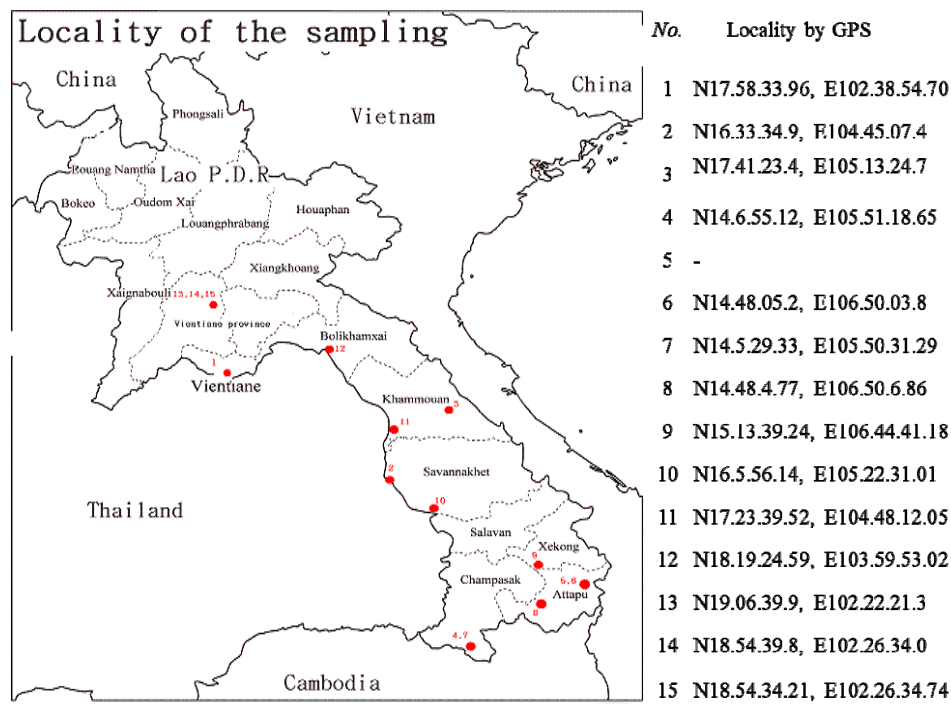 Locality of the sampling
China
China
Phongsali
Vietnam
Bouang Namtha
Lao P.D.R
Bokeo
Oudom Xai
Houaphan
Louangphrabang
Xiangkhoang
Xaignabouli
13,14,15
Vientiane province
Bolikhamxai
12
1
Vientiane
Khammouan
3
11
Savannakhet
2
10
Thailand
Salavan
Xekong
9
Champasak
5,6
Attapu
8
4,7
Cambodia
No. Locality by GPS
1 N17.58.33.96, E102.38.54.70
2 N16.33.34.9, E104.45.07.4
3 N17.41.23.4, E105.13.24.7
4 N14.6.55.12, E105.51.18.65
5 -
6 N14.48.05.2, E106.50.03.8
7 N14.5.29.33, E105.50.31.29
8 N14.48.4.77, E106.50.6.86
9 N15.13.39.24, E106.44.41.18
10 N16.5.56.14, E105.22.31.01
11 N17.23.39.52, E104.48.12.05
12 N18.19.24.59, E103.59.53.02
13 N19.06.39.9, E102.22.21.3
14 N18.54.39.8, E102.26.34.0
15 N18.54.34.21, E102.26.34.74